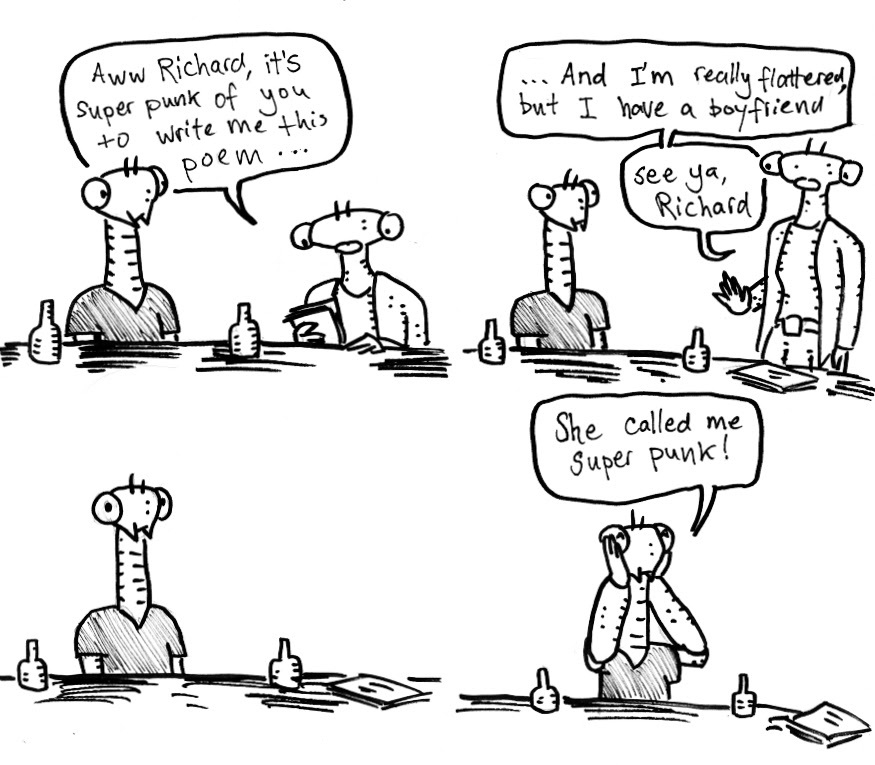 Aww Richard, it's
super punk of you
to write me this
poem ...
... And I'm really flattered,
but I have a boyfriend
see ya,
Richard
She called me
super punk!